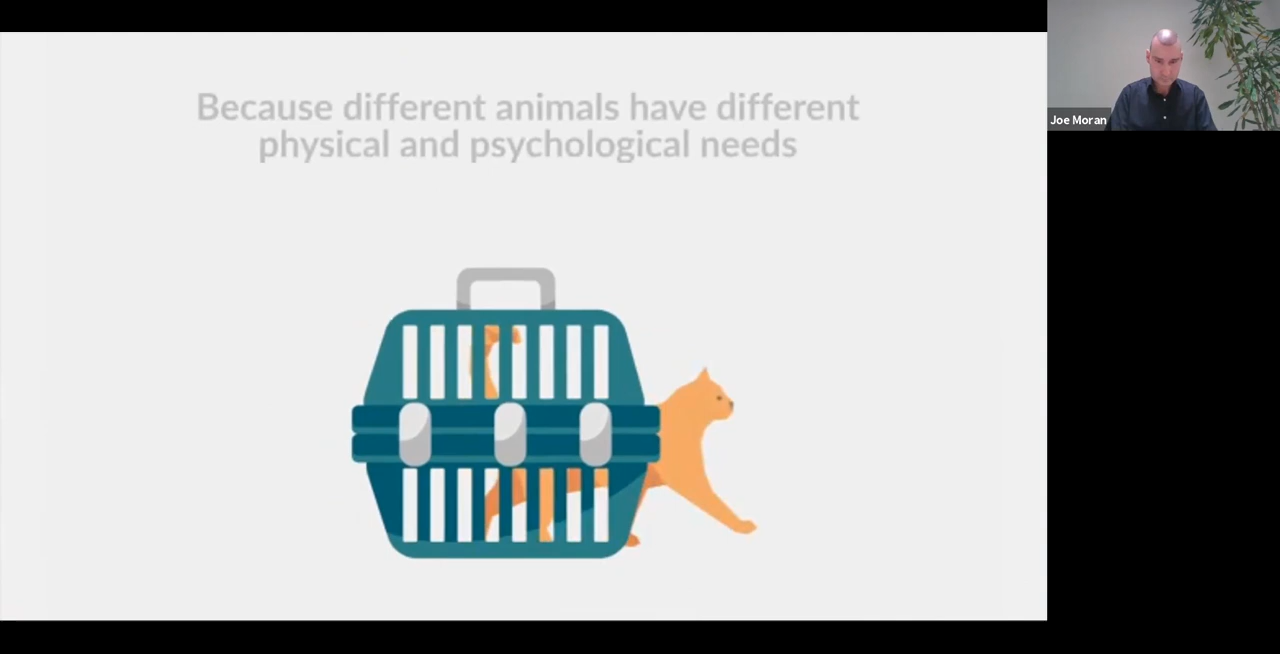 Because different animals have different
physical and psychological needs
Joe Moran